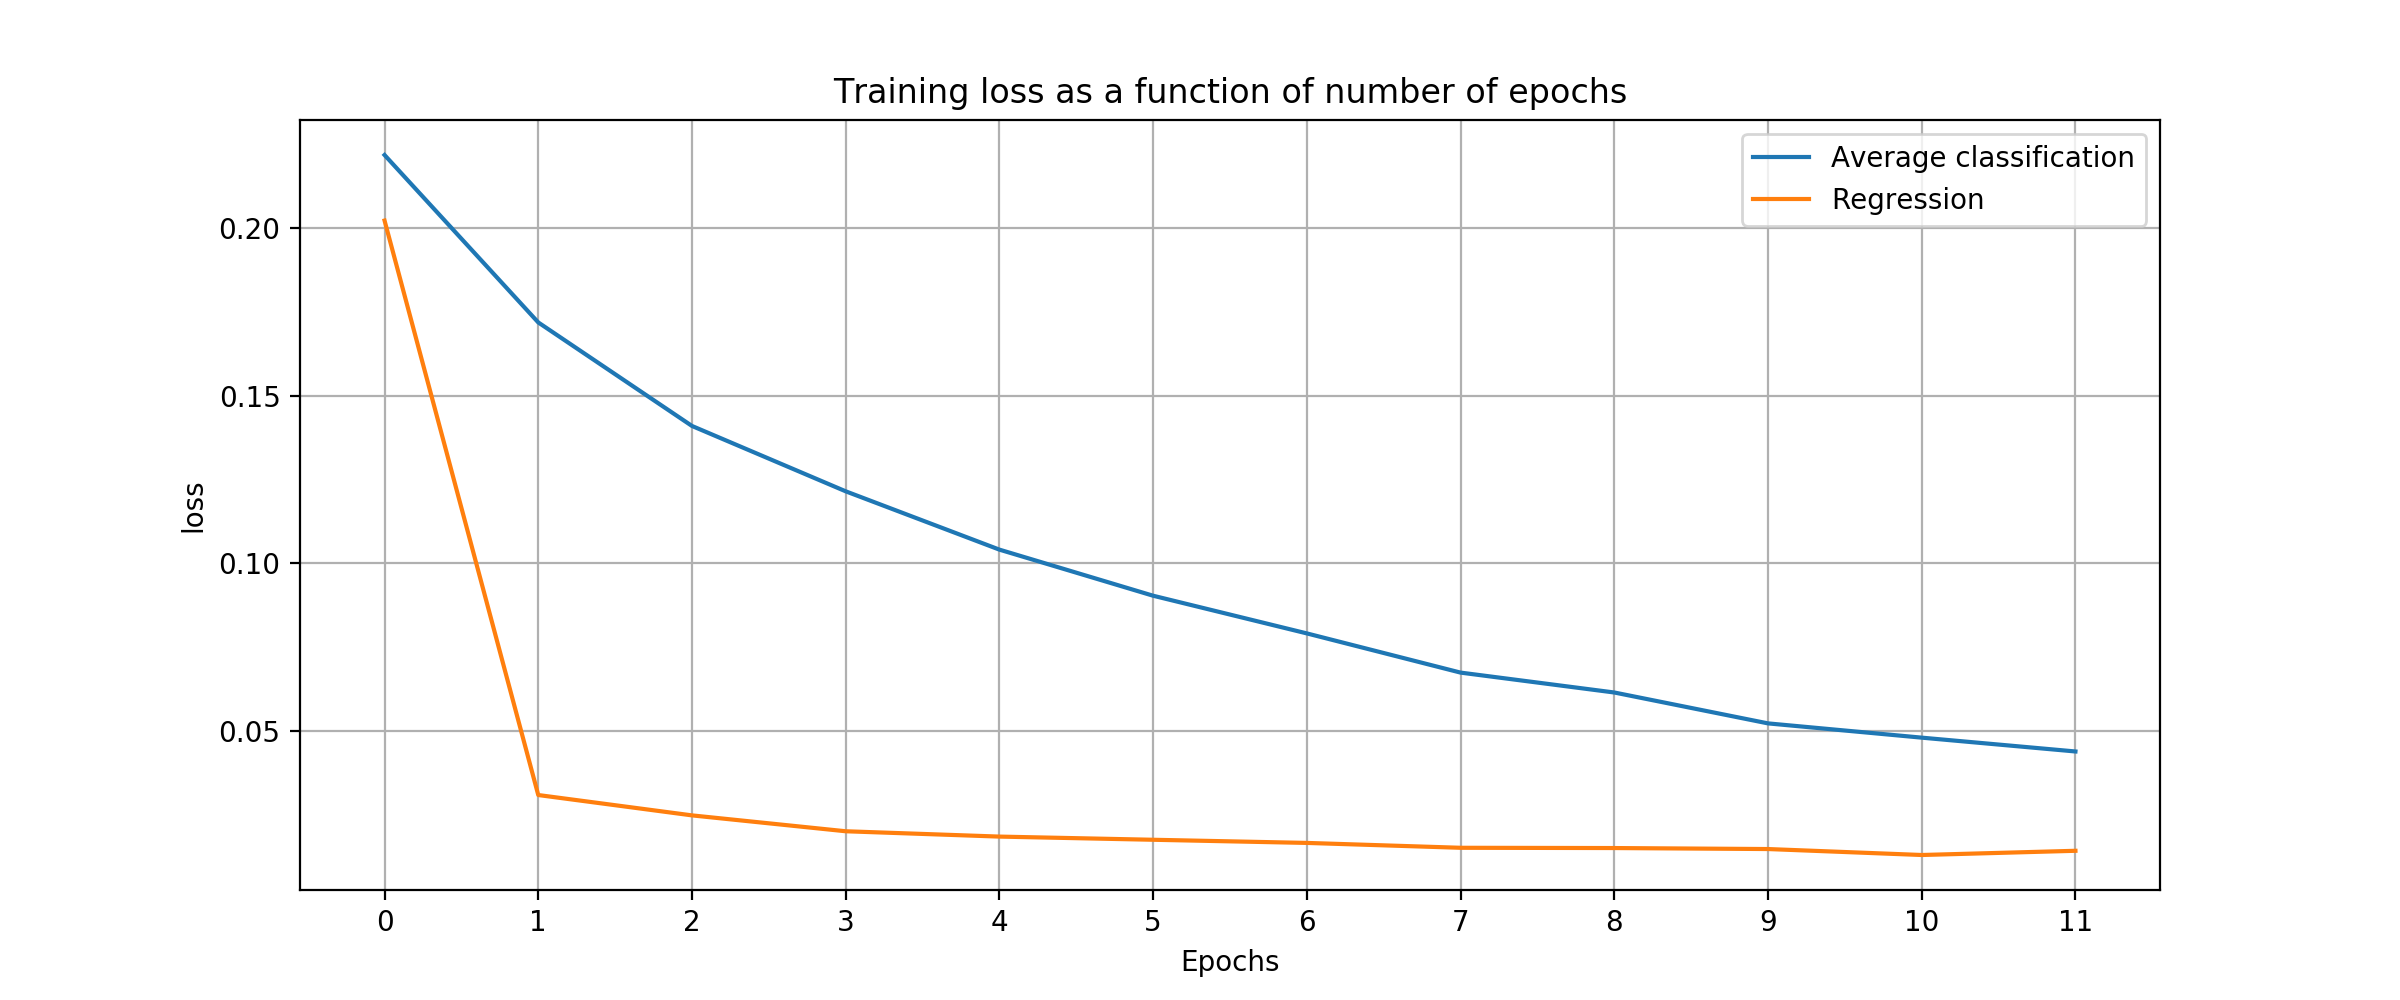 Training loss as a function of number of epochs
Average classification
Regression
0.20
0.15
0.10
0.05
loss
0 1 2 3 4 5 6 7 8 9 10 11
Epochs